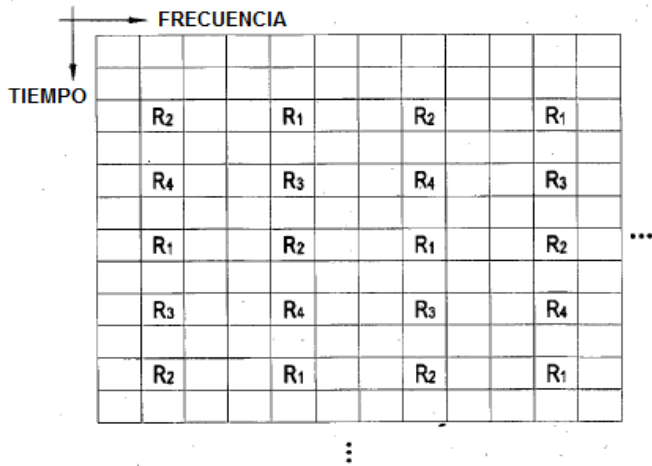 FRECUENCIA
TIEMPO
R2 R1 R2 R1
R4 R3 R4 R3
R1 R2 R1 R2
...
R3 R4 R3 R4
R2 R1 R2 R1
...